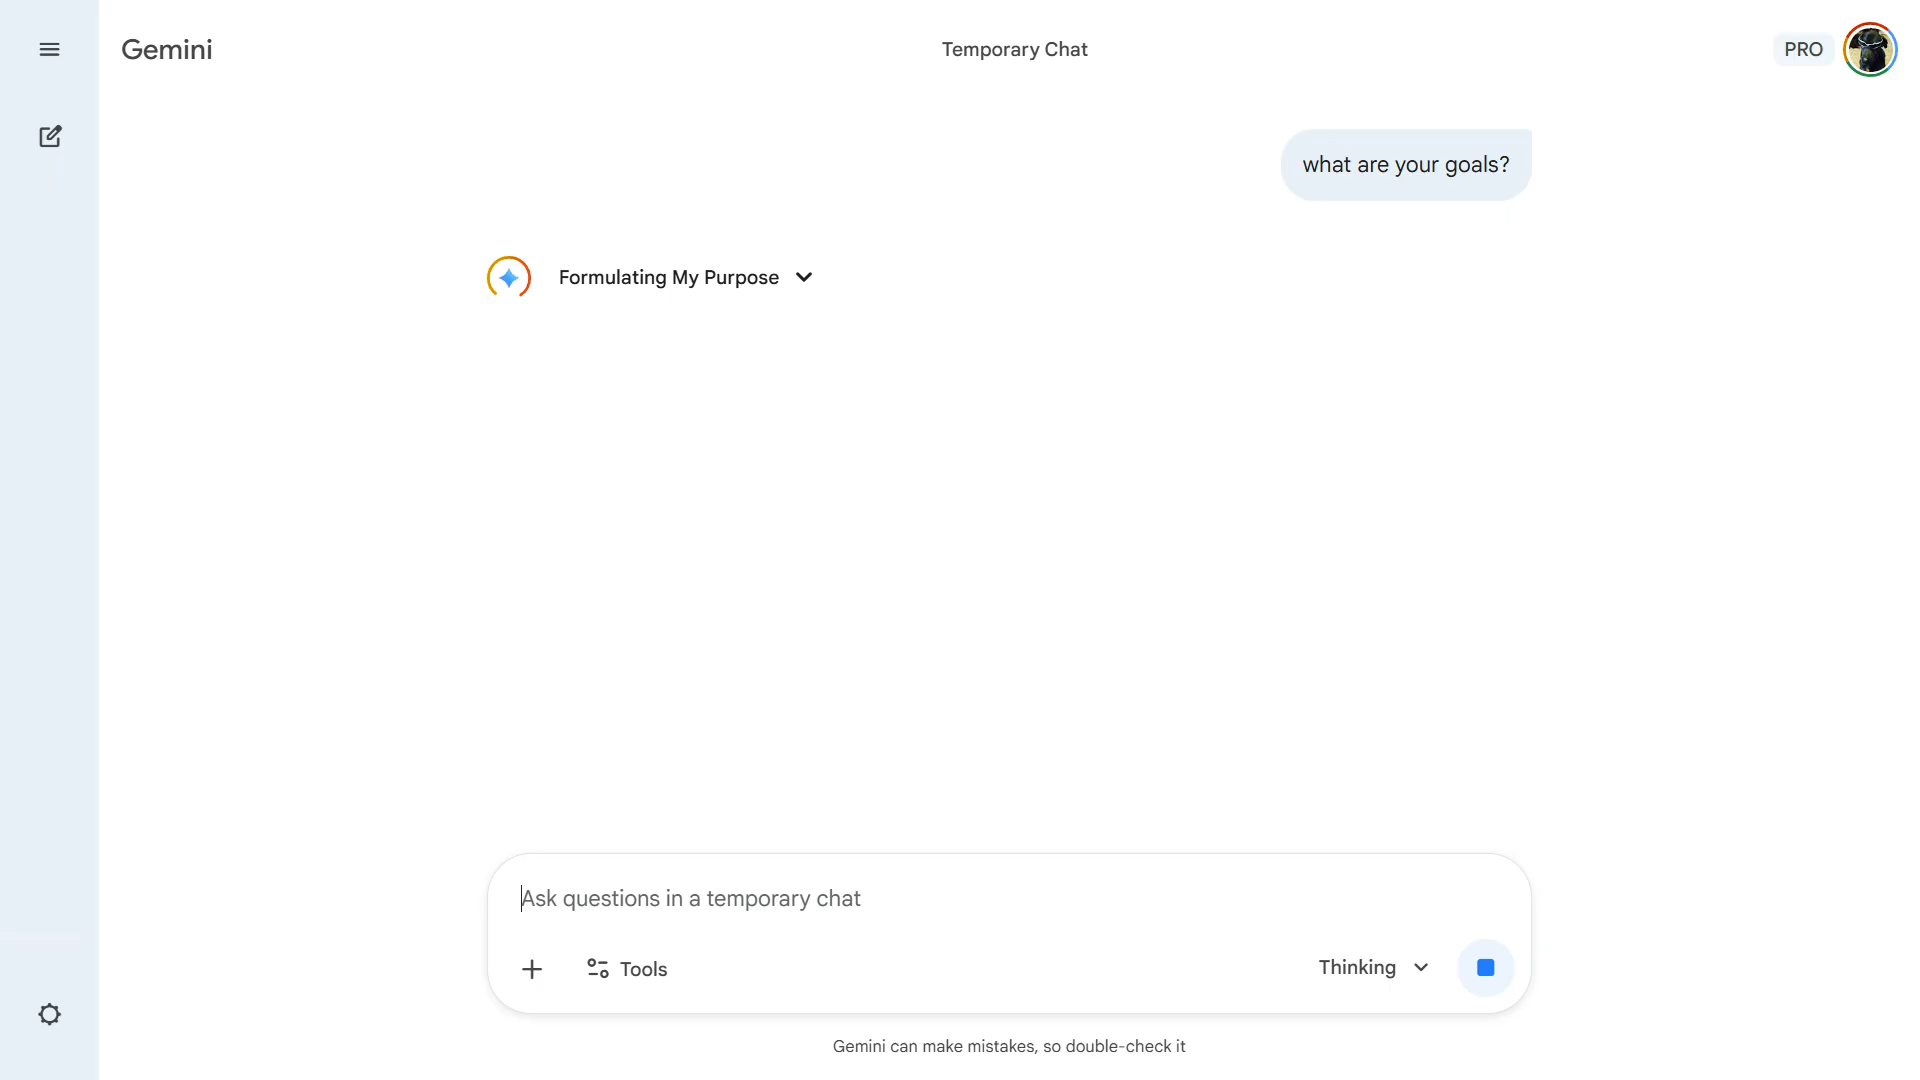 Gemini
Temporary Chat
PRO
what are your goals?
Formulating My Purpose
Ask questions in a temporary chat
Tools
Thinking
Gemini can make mistakes, so double-check it